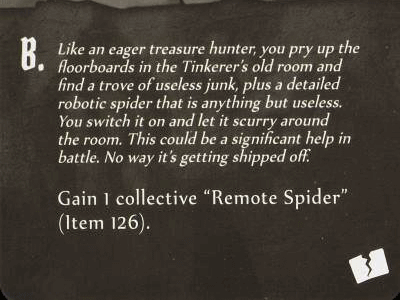 B.
Like an eager treasure hunter, you pry up the
floorboards in the Tinkerer's old room and
find a trove of useless junk, plus a detailed
robotic spider that is anything but useless.
You switch it on and let it scurry around
the room. This could be a significant help in
battle. No way it's getting shipped off.
Gain 1 collective “Remote Spider”
(Item 126).